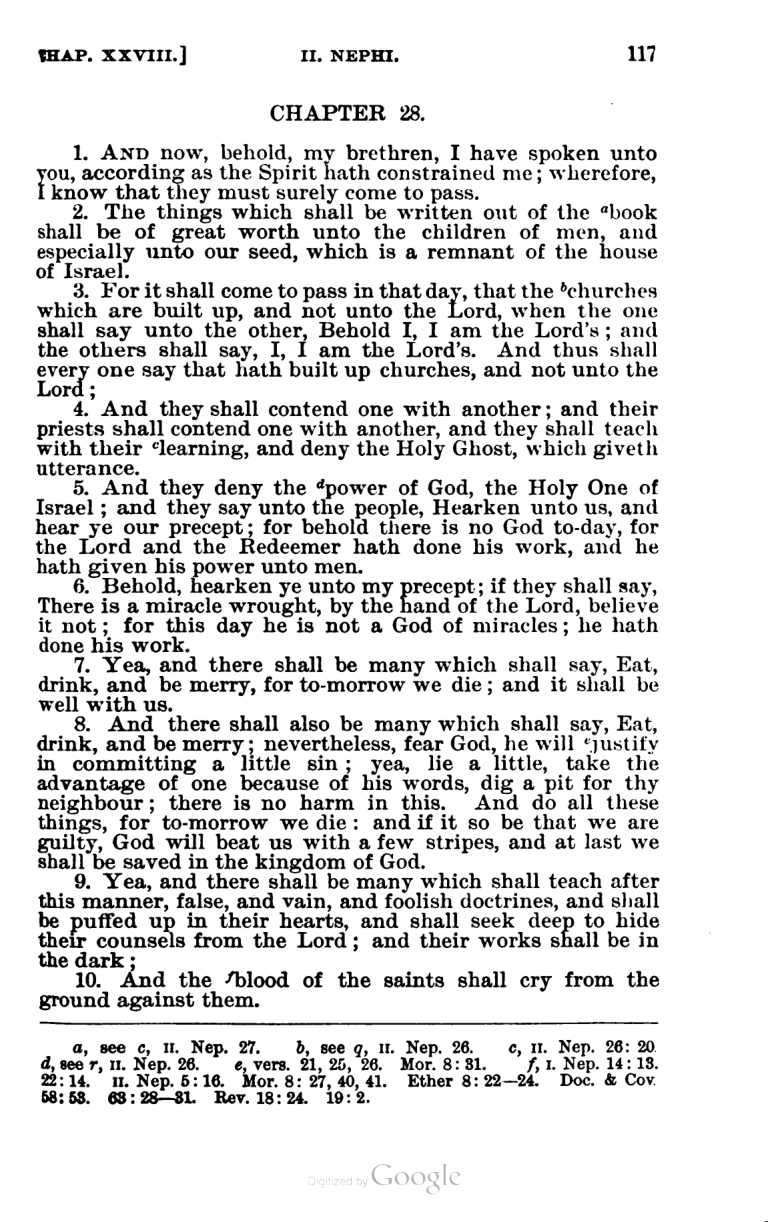 CHAP. XXVIII.] II. NEPHI. 117
CHAPTER 28.
1. AND now, behold, my brethren, I have spoken unto
you, according as the Spirit hath constrained me; wherefore,
I know that they must surely come to pass.
2. The things which shall be written out of the ᵃbook
shall be of great worth unto the children of men, and
especially unto our seed, which is a remnant of the house
of Israel.
3. For it shall come to pass in that day, that the ᵇchurches
which are built up, and not unto the Lord, when the one
shall say unto the other, Behold I, I am the Lord's; and
the others shall say, I, I am the Lord's. And thus shall
every one say that hath built up churches, and not unto the
Lord;
4. And they shall contend one with another; and their
priests shall contend one with another, and they shall teach
with their ᶜlearning, and deny the Holy Ghost, which giveth
utterance.
5. And they deny the ᵈpower of God, the Holy One of
Israel; and they say unto the people, Hearken unto us, and
hear ye our precept; for behold there is no God to-day, for
the Lord and the Redeemer hath done his work, and he
hath given his power unto men.
6. Behold, hearken ye unto my precept; if they shall say,
There is a miracle wrought, by the hand of the Lord, believe
it not; for this day he is not a God of miracles; he hath
done his work.
7. Yea, and there shall be many which shall say, Eat,
drink, and be merry, for to-morrow we die; and it shall be
well with us.
8. And there shall also be many which shall say, Eat,
drink, and be merry; nevertheless, fear God, he will ᵉjustify
in committing a little sin; yea, lie a little, take the
advantage of one because of his words, dig a pit for thy
neighbour; there is no harm in this. And do all these
things, for to-morrow we die: and if it so be that we are
guilty, God will beat us with a few stripes, and at last we
shall be saved in the kingdom of God.
9. Yea, and there shall be many which shall teach after
this manner, false, and vain, and foolish doctrines, and shall
be puffed up in their hearts, and shall seek deep to hide
their counsels from the Lord; and their works shall be in
the dark;
10. And the ᶠblood of the saints shall cry from the
ground against them.
a, see c, II. Nep. 27. b, see q, II. Nep. 26. c, II. Nep. 26: 20.
d, see r, II. Nep. 26. e, vers. 21, 25, 26. Mor. 8: 31. f, I. Nep. 14: 13.
22: 14. II. Nep. 5: 16. Mor. 8: 27, 40, 41. Ether 8: 22—24. Doc. & Cov.
58: 53. 63: 28—31. Rev. 18: 24. 19: 2.
Digitized by Google